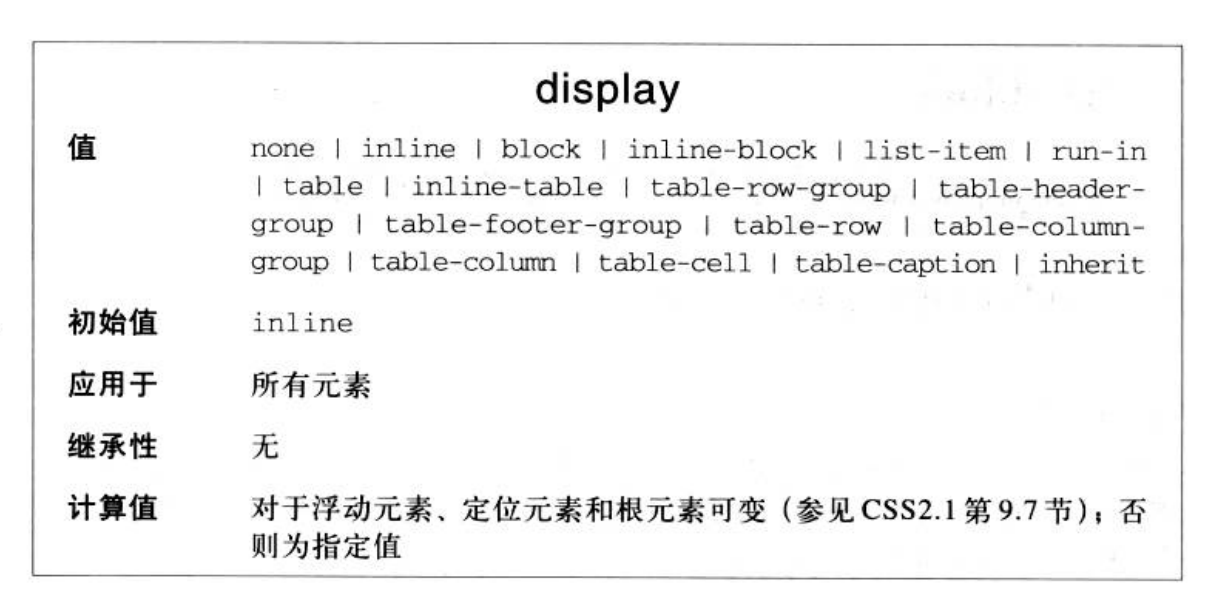 display
值 none | inline | block | inline-block | list-item | run-in
| table | inline-table | table-row-group | table-header-
group | table-footer-group | table-row | table-column-
group | table-column | table-cell | table-caption | inherit
初始值 inline
应用于 所有元素
继承性 无
计算值 对于浮动元素、定位元素和根元素可变（参见 CSS2.1 第 9.7 节）；否
则为指定值